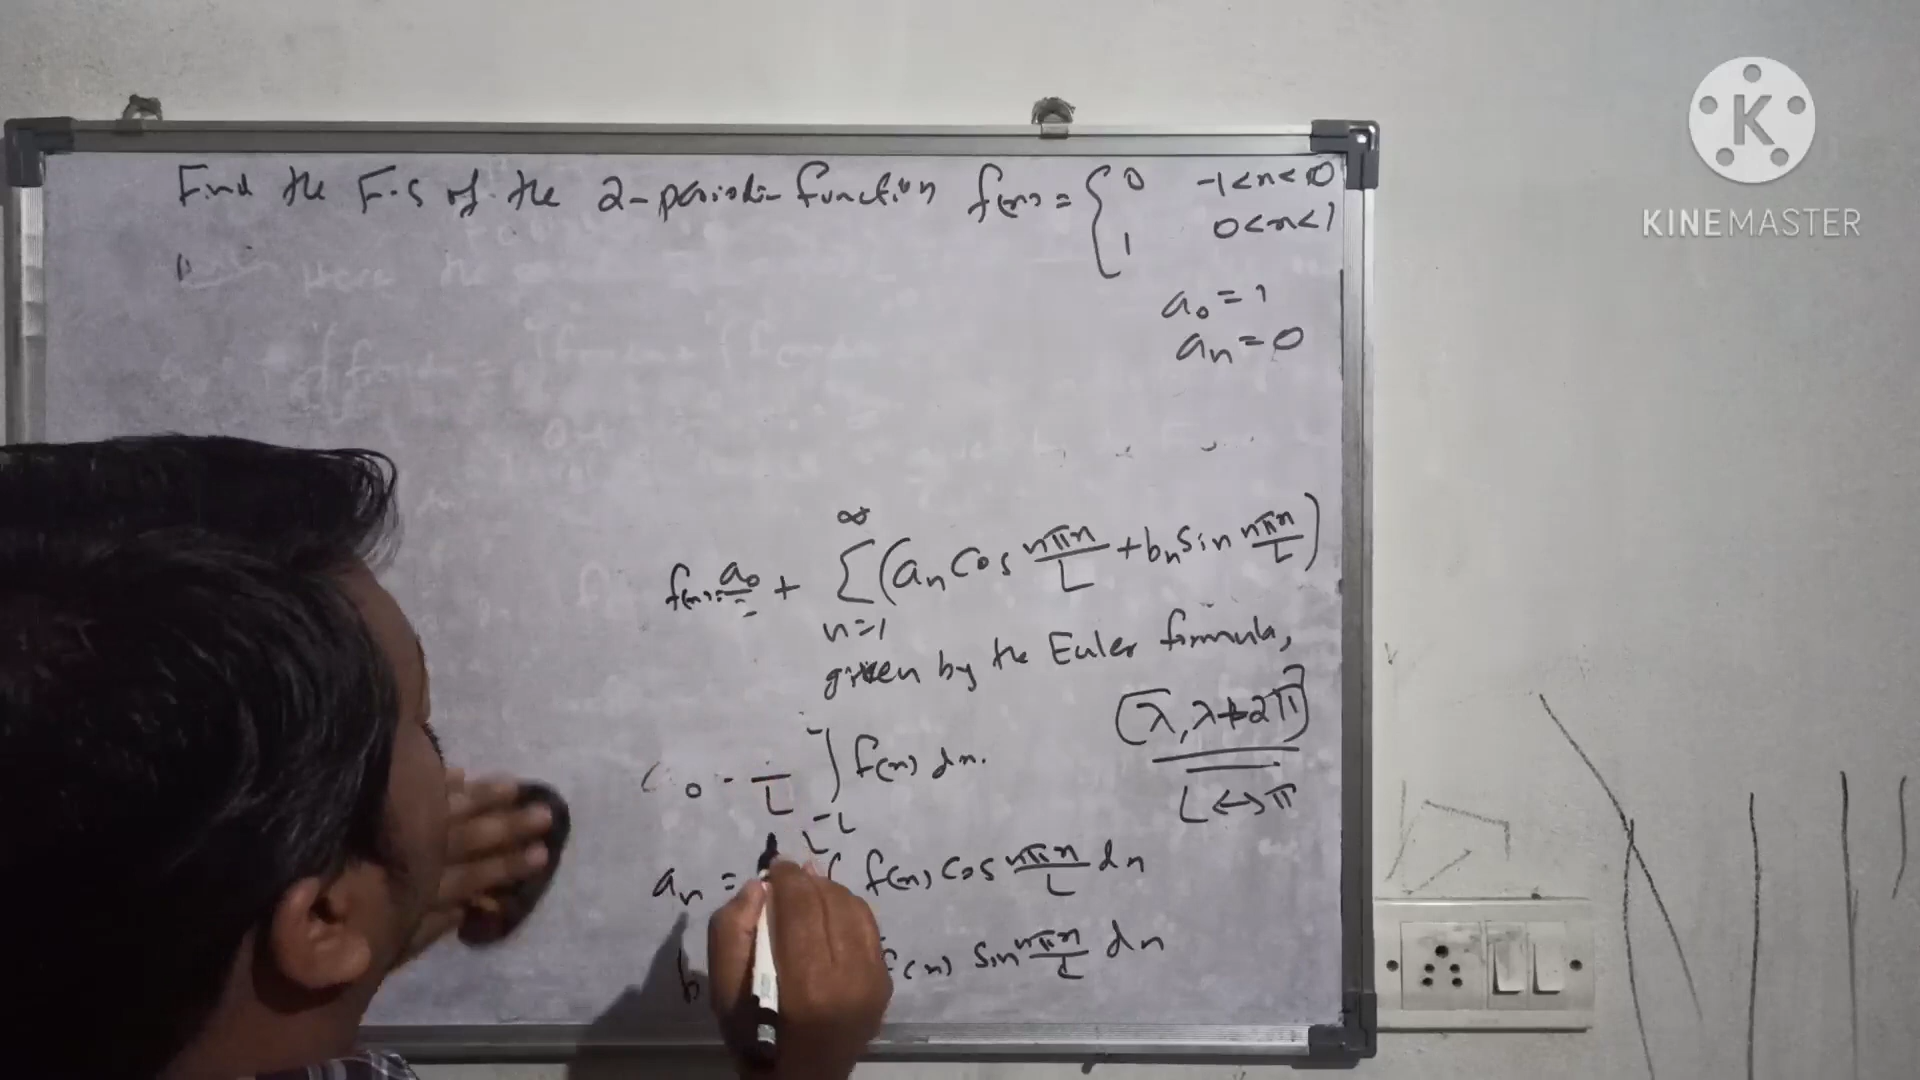 Find the F.S of the 2-periodic function f(x) = { 0 -1<x<0
1 0<x<1
a₀ = 1
aₙ = 0
f(x) = a₀/2 + ∞ Σ n=1 (aₙ cos nπx/L + bₙ sin nπx/L)
given by the Euler formula,
0 1/L ∫ -L f(x) dx. (λ, λ+2π)
L ↔ π
aₙ = ∫ f(x) cos nπx/L dx
b f(x) sin nπx/L dx
K
KINEMASTER